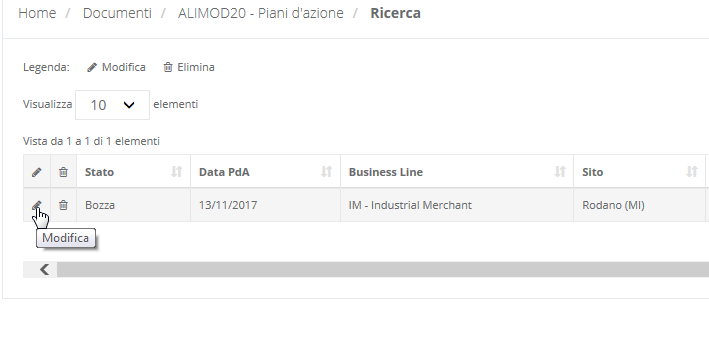 Home / Documenti / ALIMOD20 - Piani d'azione / Ricerca
Legenda: Modifica Elimina
Visualizza 10 elementi
Vista da 1 a 1 di 1 elementi
Stato Data PdA Business Line Sito
Bozza 13/11/2017 IM - Industrial Merchant Rodano (MI)
Modifica